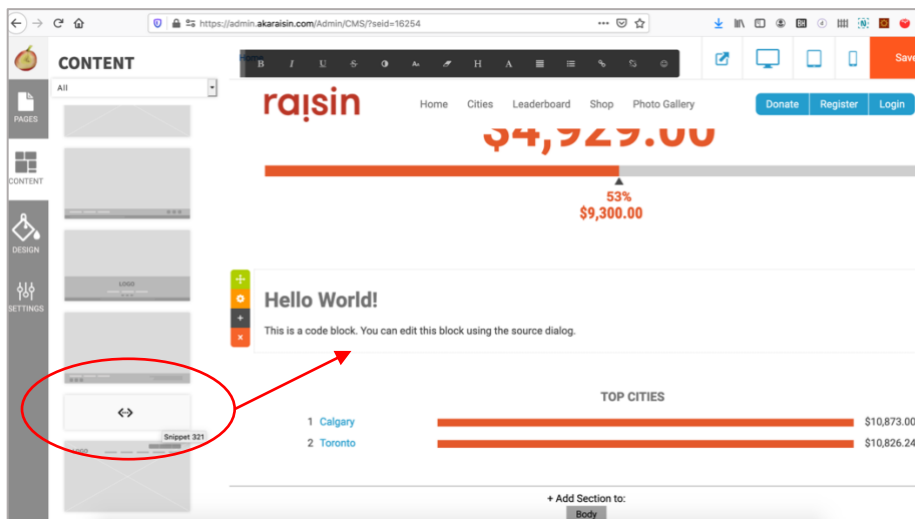 https://admin.akaraisin.com/Admin/CMS/?seid=16254
CONTENT
All
PAGES
CONTENT
DESIGN
SETTINGS
LOGO
Snippet 321
LOGO
B I U S H A
Save
raisin
Home Cities Leaderboard Shop Photo Gallery
Donate Register Login
$4,929.00
53%
$9,300.00
Hello World!
This is a code block. You can edit this block using the source dialog.
TOP CITIES
1 Calgary $10,873.00
2 Toronto $10,826.24
+ Add Section to:
Body